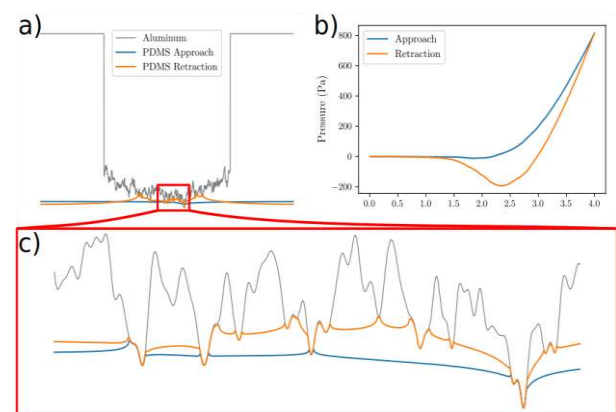 a)
Aluminum
PDMS Approach
PDMS Retraction
b)
Approach
Retraction
Pressure (Pa)
800
600
400
200
0
−200
0.0 0.5 1.0 1.5 2.0 2.5 3.0 3.5 4.0
c)